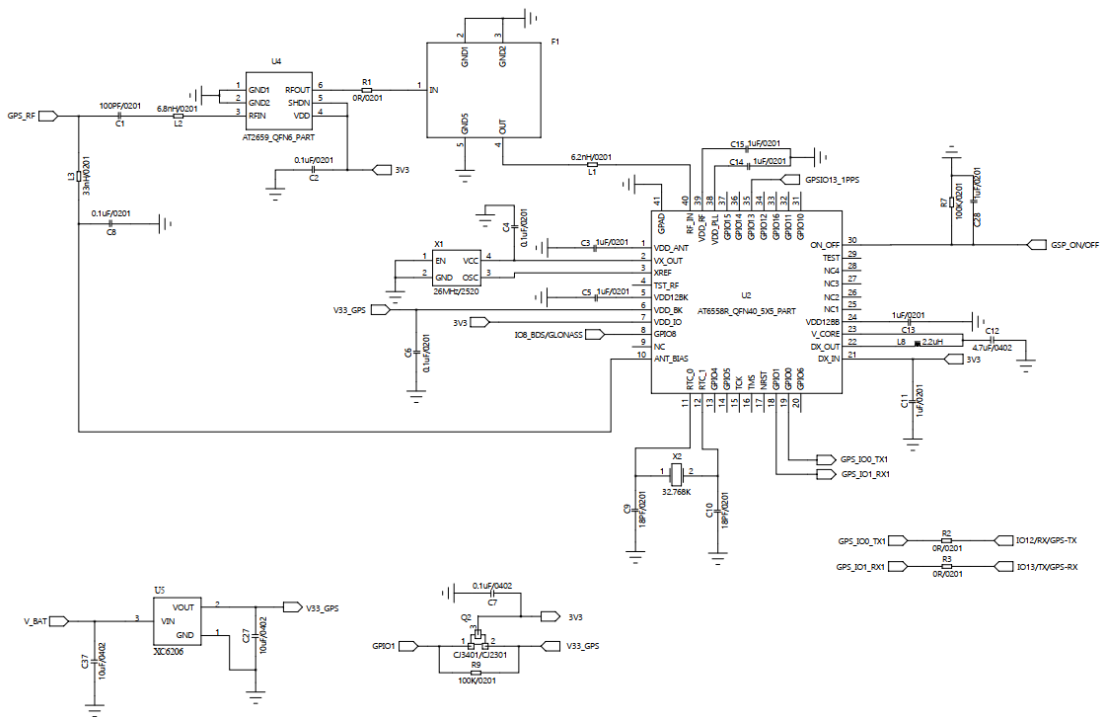 F1
2 3
GND1 GND2
U4
1 GND1 RFOUT 6
2 GND2 SHDN 5
3 RFIN VDD 4
AT2659_QFN6_PART
R1
0R/0201
1 IN
GND5 OUT
5 4
GPS_RF
100PF/0201
C1
6.8nH/0201
L2
0.1uF/0201
C2
3V3
L3
33nH/0201
0.1uF/0201
C8
6.2nH/0201
L1
C15 1uF/0201
C14 1uF/0201
GPSIO13_1PPS
R7
100K/0201
1uF/0201
C28
GSP_ON/OFF
41 40 39 38 37 36 35 34 33 32 31
GPAD RF_IN VDD_RF VDD_PLL GPIO15 GPIO14 GPIO13 GPIO12 GPIO16 GPIO11 GPIO10
C4
0.1uF/0201
X1
1 EN VCC 4
2 GND OSC 3
26MHz/2520
C3 1uF/0201
C5 1uF/0201
V33_GPS
3V3
IO8_BDS/GLONASS
C6
0.1uF/0201
1 VDD_ANT
2 VX_OUT
3 XREF
4 TST_RF
5 VDD12BK
6 VDD_BK
7 VDD_IO
8 GPIO8
9 NC
10 ANT_BIAS
U2
AT6558R_QFN40_5X5_PART
ON_OFF 30
TEST 29
NC4 28
NC3 27
NC2 26
NC1 25
VDD12BB 24
V_CORE 23
DX_OUT 22
DX_IN 21
1uF/0201
C13
L8 2.2uH
C12
4.7uF/0402
3V3
C11
1uF/0201
RTC_0 RTC_1 GPIO4 GPIO5 TCK TMS NRST GPIO1 GPIO0 GPIO6
11 12 13 14 15 16 17 18 19 20
GPS_IO0_TX1
GPS_IO1_RX1
X2
1 2
32.768K
C9
18PF/0201
C10
18PF/0201
GPS_IO0_TX1 R2 IO12/RX/GPS-TX
0R/0201
GPS_IO1_RX1 R3 IO13/TX/GPS-RX
0R/0201
U5
V_BAT 3 VIN VOUT 2 V33_GPS
GND 1
XC6206
C37
10uF/0402
C27
10uF/0402
0.1uF/0402
C7
Q2
3
3V3
GPIO1 1 2 V33_GPS
CJ3401/CJ2301
R9
100K/0201